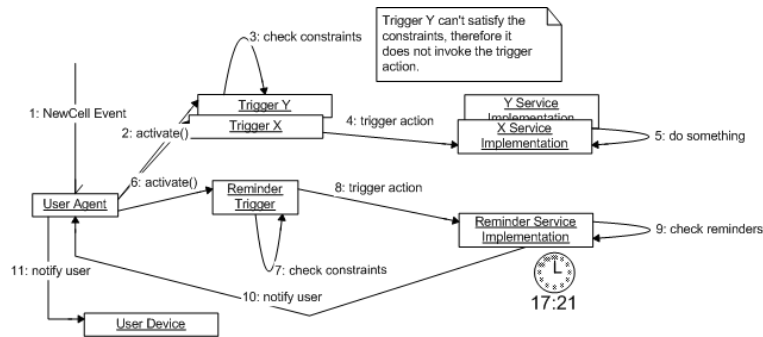 Trigger Y can't satisfy the
constraints, therefore it
does not invoke the trigger
action.
3: check constraints
1: NewCell Event
Trigger Y
Trigger X
2: activate()
4: trigger action
Y Service
Implementation
X Service
Implementation
5: do something
6: activate()
User Agent
Reminder
Trigger
8: trigger action
Reminder Service
Implementation
9: check reminders
7: check constraints
11: notify user
10: notify user
17:21
User Device